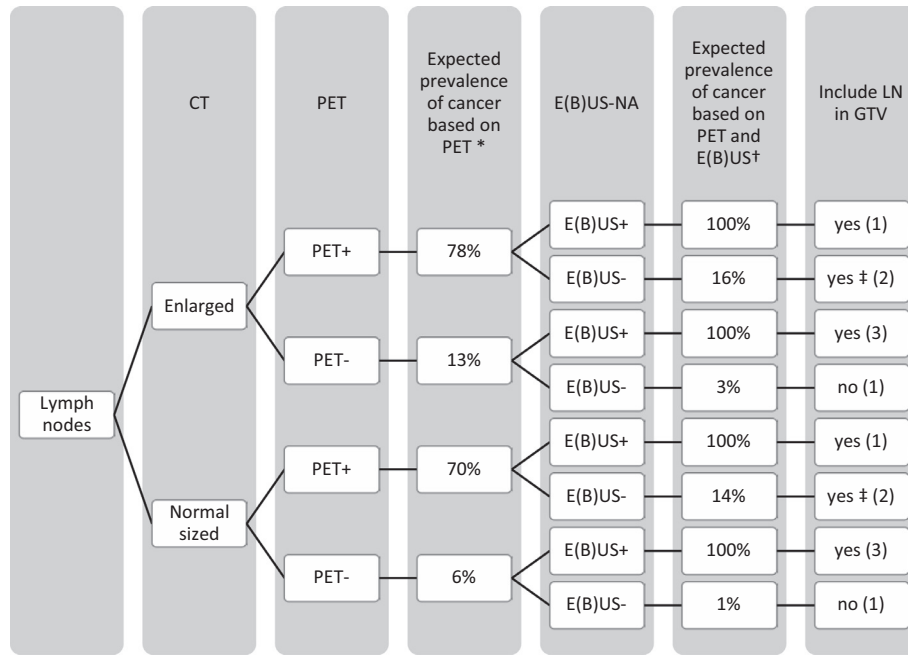 CT
PET
Expected
prevalence
of cancer
based on
PET *
E(B)US-NA
Expected
prevalence
of cancer
based on
PET and
E(B)US†
Include LN
in GTV
Lymph
nodes
Enlarged
PET+
78%
E(B)US+
100%
yes (1)
E(B)US-
16%
yes ‡ (2)
PET-
13%
E(B)US+
100%
yes (3)
E(B)US-
3%
no (1)
Normal
sized
PET+
70%
E(B)US+
100%
yes (1)
E(B)US-
14%
yes ‡ (2)
PET-
6%
E(B)US+
100%
yes (3)
E(B)US-
1%
no (1)